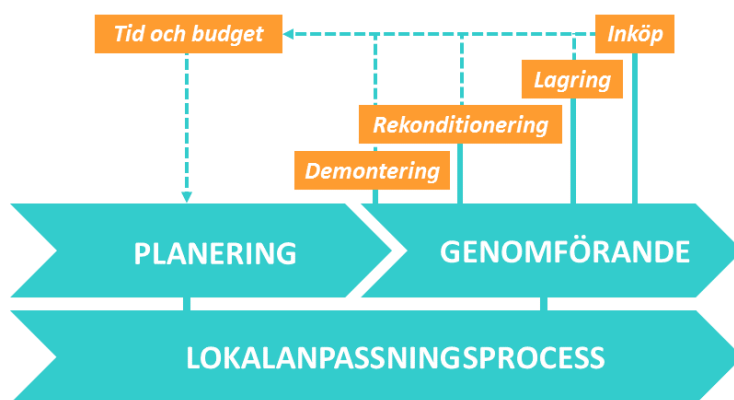 Tid och budget
Inköp
Lagring
Rekonditionering
Demontering
PLANERING
GENOMFÖRANDE
LOKALANPASSNINGSPROCESS